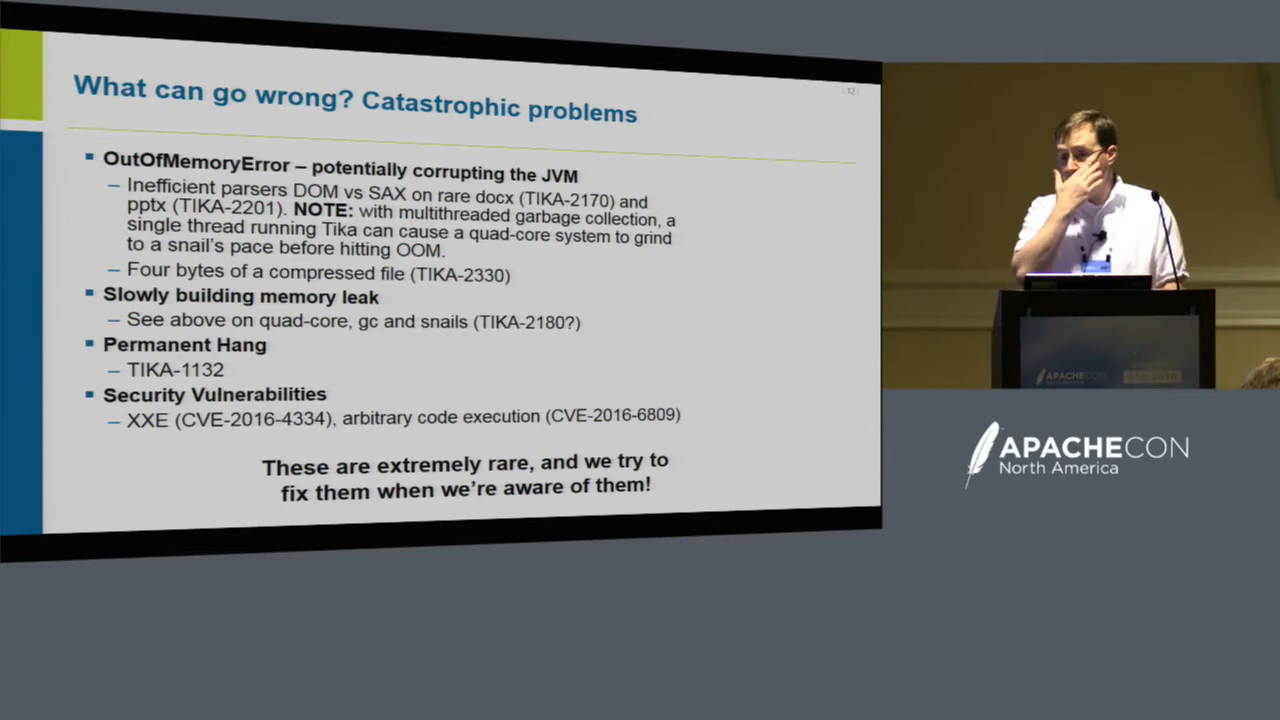 What can go wrong? Catastrophic problems
12
OutOfMemoryError – potentially corrupting the JVM
– Inefficient parsers DOM vs SAX on rare docx (TIKA-2170) and
pptx (TIKA-2201). NOTE: with multithreaded garbage collection, a
single thread running Tika can cause a quad-core system to grind
to a snail's pace before hitting OOM.
– Four bytes of a compressed file (TIKA-2330)
Slowly building memory leak
– See above on quad-core, gc and snails (TIKA-2180?)
Permanent Hang
– TIKA-1132
Security Vulnerabilities
– XXE (CVE-2016-4334), arbitrary code execution (CVE-2016-6809)
These are extremely rare, and we try to
fix them when we're aware of them!
APACHECON
APACHECON
North America